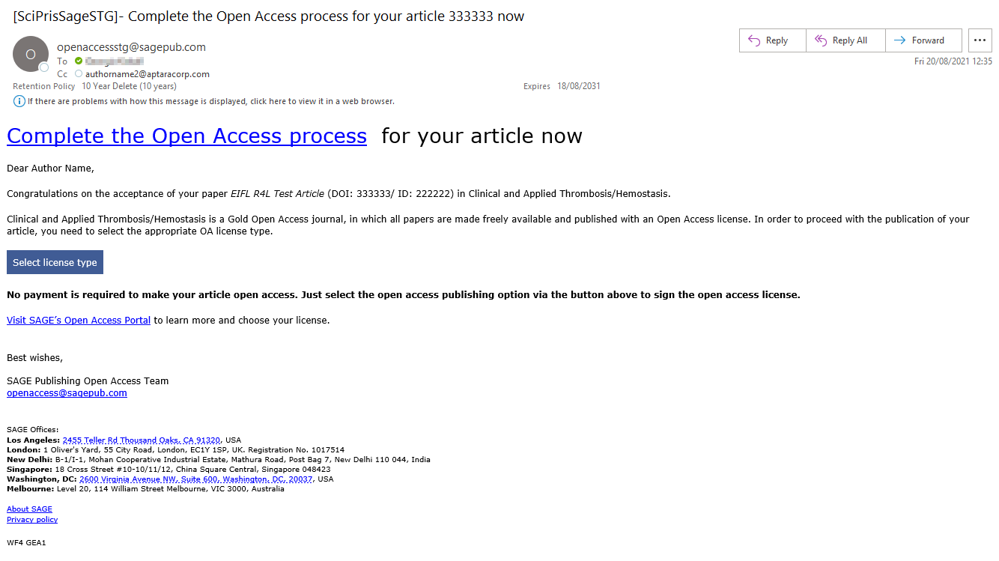 [SciPrisSageSTG]- Complete the Open Access process for your article 333333 now
O
openaccessstg@sagepub.com
Reply
Reply All
Forward
To
Cc authorname2@aptaracorp.com
Fri 20/08/2021 12:35
Retention Policy 10 Year Delete (10 years)
Expires 18/08/2031
If there are problems with how this message is displayed, click here to view it in a web browser.
Complete the Open Access process for your article now
Dear Author Name,
Congratulations on the acceptance of your paper EIFL R4L Test Article (DOI: 333333/ ID: 222222) in Clinical and Applied Thrombosis/Hemostasis.
Clinical and Applied Thrombosis/Hemostasis is a Gold Open Access journal, in which all papers are made freely available and published with an Open Access license. In order to proceed with the publication of your
article, you need to select the appropriate OA license type.
Select license type
No payment is required to make your article open access. Just select the open access publishing option via the button above to sign the open access license.
Visit SAGE's Open Access Portal to learn more and choose your license.
Best wishes,
SAGE Publishing Open Access Team
openaccess@sagepub.com
SAGE Offices:
Los Angeles: 2455 Teller Rd Thousand Oaks, CA 91320, USA
London: 1 Oliver's Yard, 55 City Road, London, EC1Y 1SP, UK. Registration No. 1017514
New Delhi: B-1/I-1, Mohan Cooperative Industrial Estate, Mathura Road, Post Bag 7, New Delhi 110 044, India
Singapore: 18 Cross Street #10-10/11/12, China Square Central, Singapore 048423
Washington, DC: 2600 Virginia Avenue NW, Suite 600, Washington, DC, 20037, USA
Melbourne: Level 20, 114 William Street Melbourne, VIC 3000, Australia
About SAGE
Privacy policy
WF4 GEA1